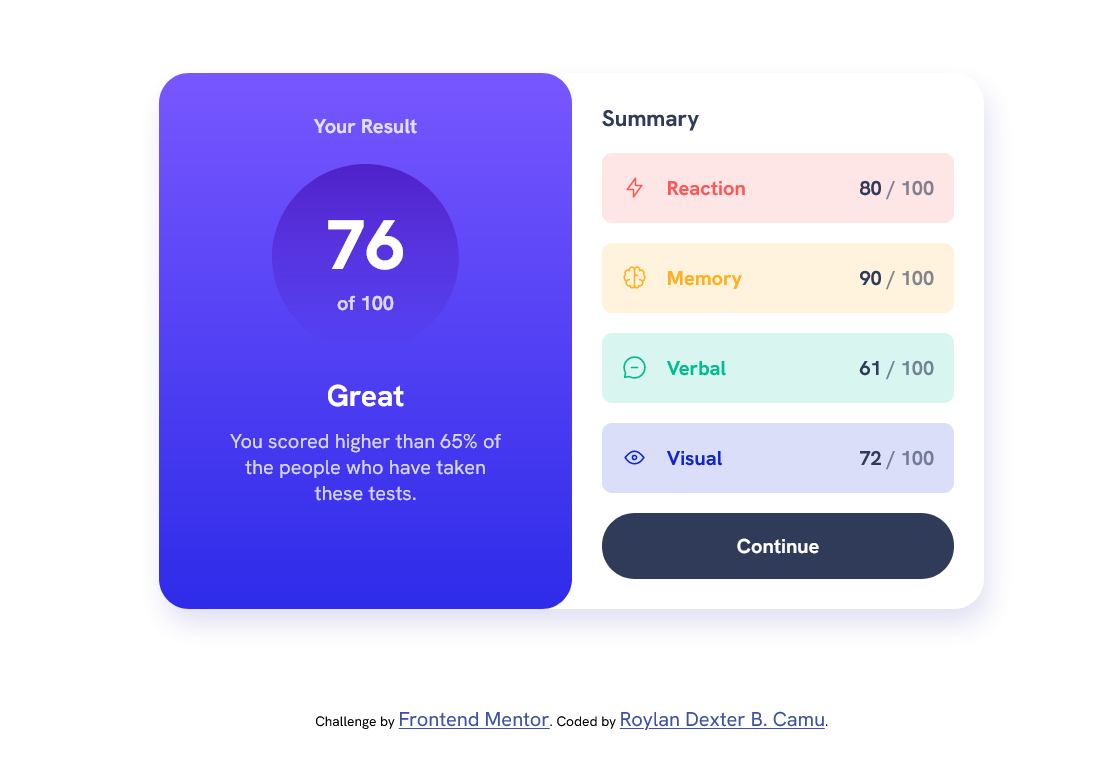 Your Result
76
of 100
Great
You scored higher than 65% of
the people who have taken
these tests.
Summary
Reaction 80 / 100
Memory 90 / 100
Verbal 61 / 100
Visual 72 / 100
Continue
Challenge by Frontend Mentor. Coded by Roylan Dexter B. Camu.